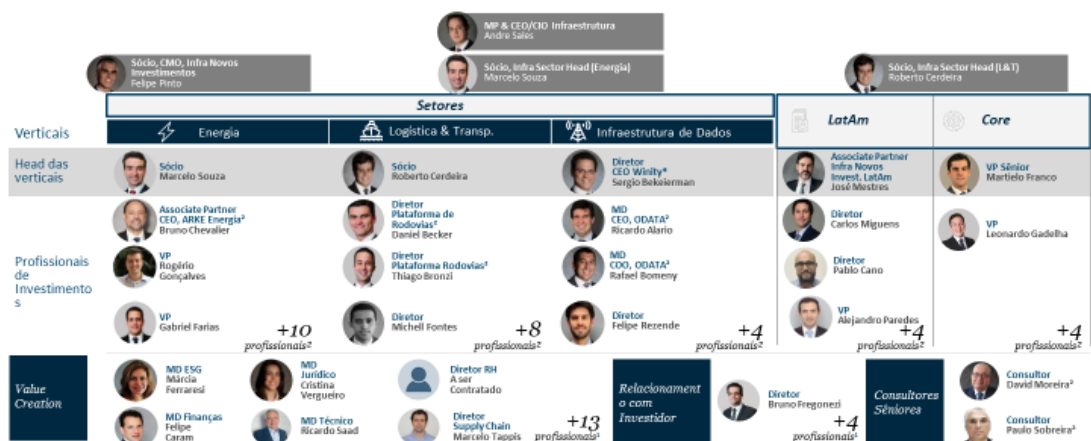 MP & CEO/CIO Infraestrutura
Andre Sales
Sócio, CMO, Infra Novos
Investimentos
Felipe Pinto
Sócio, Infra Sector Head (Energia)
Marcelo Souza
Sócio, Infra Sector Head (L&T)
Roberto Cerdeira
Setores
LatAm
Core
Verticais
Energia
Logística & Transp.
Infraestrutura de Dados
Head das
verticais
Sócio
Marcelo Souza
Sócio
Roberto Cerdeira
Diretor
CEO Winity*
Sergio Bekeierman
Associate Partner
Infra Novos
Invest. LatAm
José Mestres
VP Sênior
Martielo Franco
Profissionais
de
Investimento
s
Associate Partner
CEO, ARKE Energia²
Bruno Chevalier
Diretor
Plataforma de
Rodovias²
Daniel Becker
MD
CEO, ODATA²
Ricardo Alario
Diretor
Carlos Miguens
VP
Leonardo Gadelha
VP
Rogério
Gonçalves
Diretor
Plataforma Rodovias²
Thiago Bronzi
MD
COO, ODATA²
Rafael Bomeny
Diretor
Pablo Cano
VP
Gabriel Farias
+10
profissionais²
Diretor
Michell Fontes
+8
profissionais²
Diretor
Felipe Rezende
+4
profissionais²
VP
Alejandro Paredes
+4
profissionais²
+4
profissionais²
Value
Creation
MD ESG
Márcia
Ferraresi
MD
Jurídico
Cristina
Vergueiro
Diretor RH
A ser
Contratado
MD Finanças
Felipe
Caram
MD Técnico
Ricardo Saad
Diretor
Supply Chain
Marcelo Tappis
+13
profissionais¹
Relacionament
o com
Investidor
Diretor
Bruno Fregonezi
+4
profissionais¹
Consultores
Sêniores
Consultor
David Moreira³
Consultor
Paulo Sobreira³